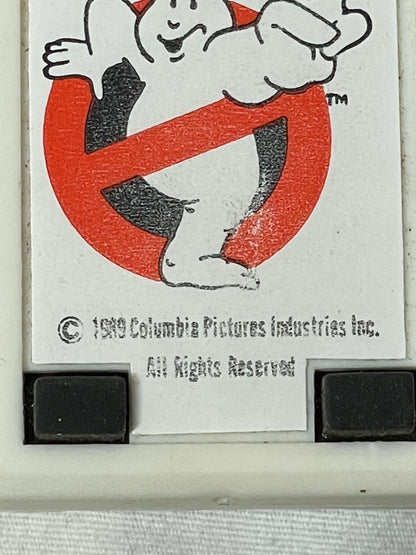 TM
© 1989 Columbia Pictures Industries Inc.
All Rights Reserved